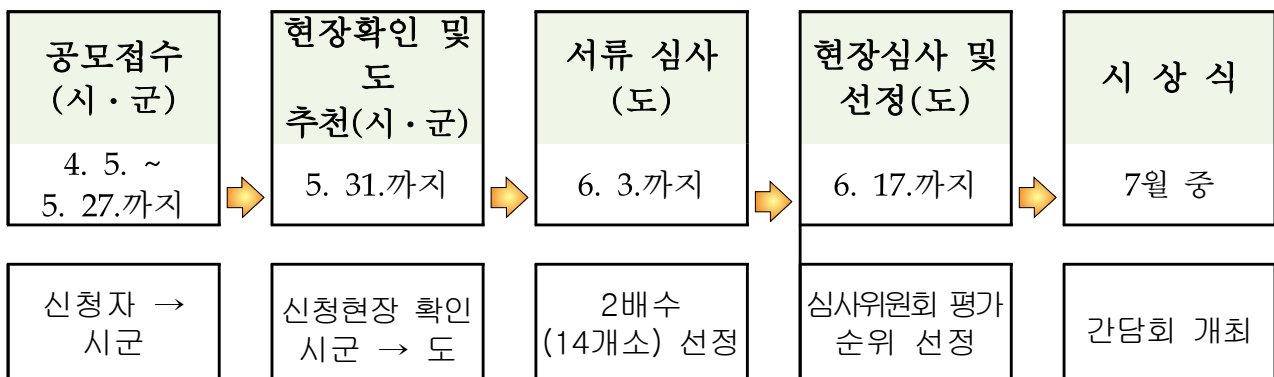 공모접수
(시・군)
4. 5. ~
5. 27.까지
현장확인 및
도
추천(시・군)
5. 31.까지
서류 심사
(도)
6. 3.까지
현장심사 및
선정(도)
6. 17.까지
시 상 식
7월 중
신청자 →
시군
신청현장 확인
시군 → 도
2배수
(14개소) 선정
심사위원회 평가
순위 선정
간담회 개최